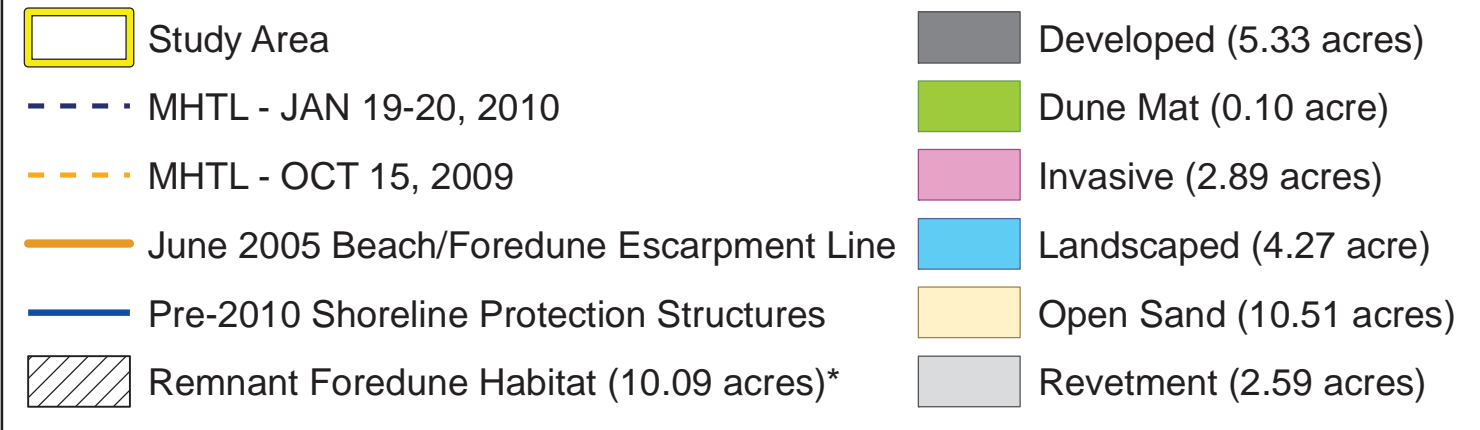 Study Area
MHTL - JAN 19-20, 2010
MHTL - OCT 15, 2009
June 2005 Beach/Foredune Escarpment Line
Pre-2010 Shoreline Protection Structures
Remnant Foredune Habitat (10.09 acres)*
Developed (5.33 acres)
Dune Mat (0.10 acre)
Invasive (2.89 acres)
Landscaped (4.27 acre)
Open Sand (10.51 acres)
Revetment (2.59 acres)